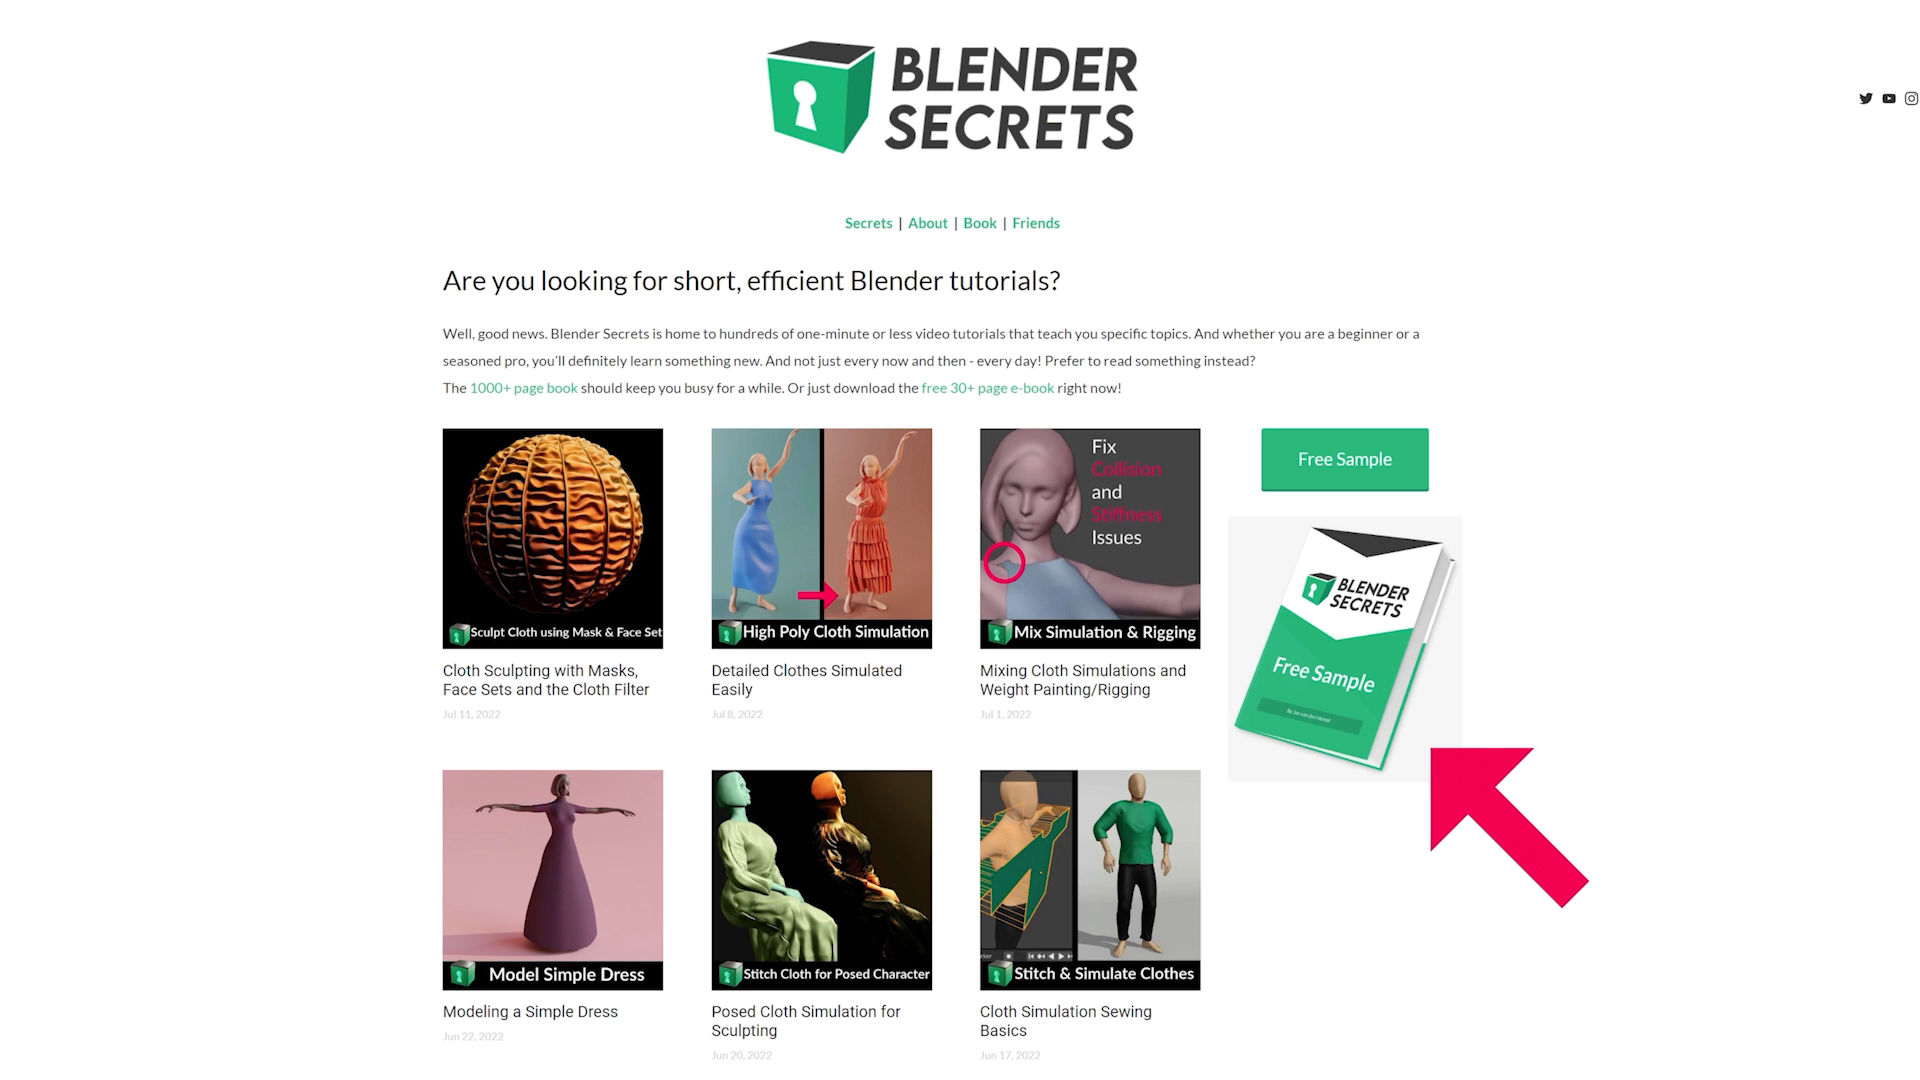 BLENDER
SECRETS
Secrets | About | Book | Friends
Are you looking for short, efficient Blender tutorials?
Well, good news. Blender Secrets is home to hundreds of one-minute or less video tutorials that teach you specific topics. And whether you are a beginner or a
seasoned pro, you'll definitely learn something new. And not just every now and then - every day! Prefer to read something instead?
The 1000+ page book should keep you busy for a while. Or just download the free 30+ page e-book right now!
Sculpt Cloth using Mask & Face Set
Cloth Sculpting with Masks,
Face Sets and the Cloth Filter
Jul 11, 2022
High Poly Cloth Simulation
Detailed Clothes Simulated
Easily
Jul 8, 2022
Fix
Collision
and
Stiffness
Issues
Mix Simulation & Rigging
Mixing Cloth Simulations and
Weight Painting/Rigging
Jul 1, 2022
Free Sample
BLENDER
SECRETS
Free Sample
Model Simple Dress
Modeling a Simple Dress
Jun 22, 2022
Stitch Cloth for Posed Character
Posed Cloth Simulation for
Sculpting
Jun 20, 2022
Stitch & Simulate Clothes
Cloth Simulation Sewing
Basics
Jun 17, 2022